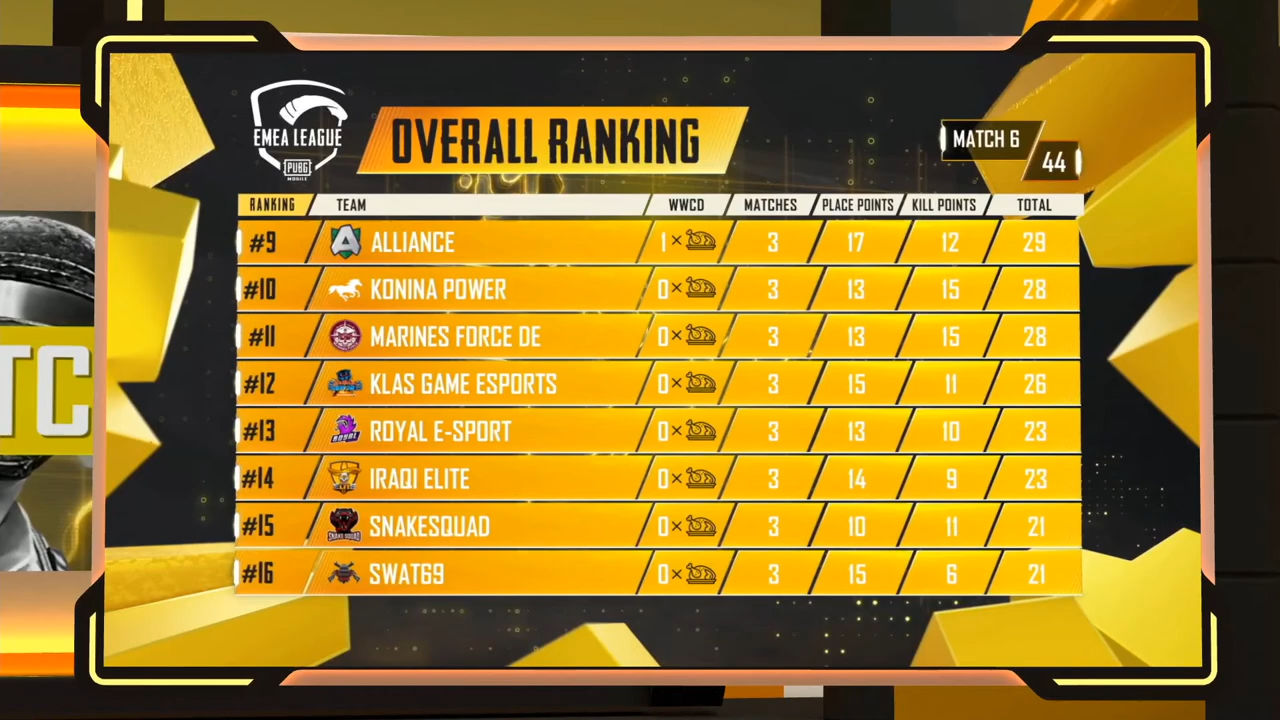 EMEA LEAGUE
PUBG
MOBILE
OVERALL RANKING
MATCH 6
44
RANKING TEAM WWCD MATCHES PLACE POINTS KILL POINTS TOTAL
#9 ALLIANCE 1 × 3 17 12 29
#10 KONINA POWER 0 × 3 13 15 28
#11 MARINES FORCE DE 0 × 3 13 15 28
#12 KLAS GAME ESPORTS 0 × 3 15 11 26
#13 ROYAL E-SPORT 0 × 3 13 10 23
#14 IRAQI ELITE 0 × 3 14 9 23
#15 SNAKESQUAD 0 × 3 10 11 21
#16 SWAT69 0 × 3 15 6 21
TC
ROYAL
ELITE
SNAKE SQUAD